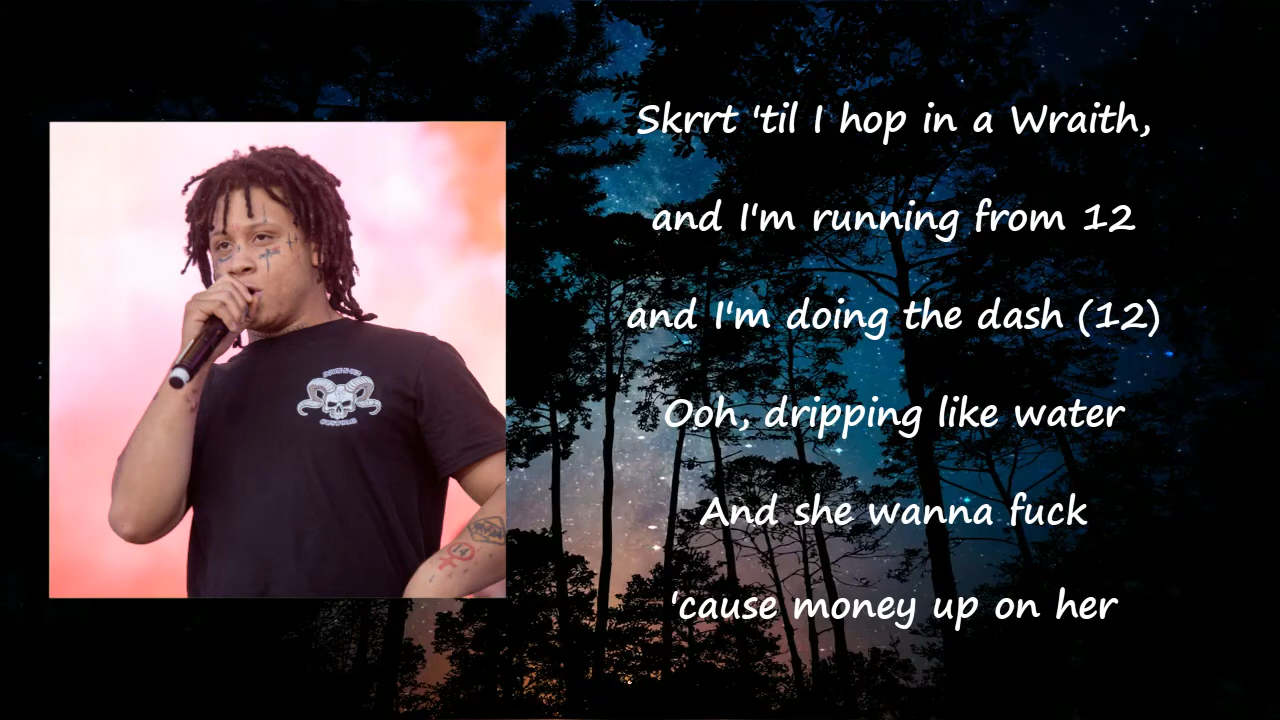 Skrrt 'til I hop in a Wraith,
and I'm running from 12
and I'm doing the dash (12)
Ooh, dripping like water
And she wanna fuck
'cause money up on her
14